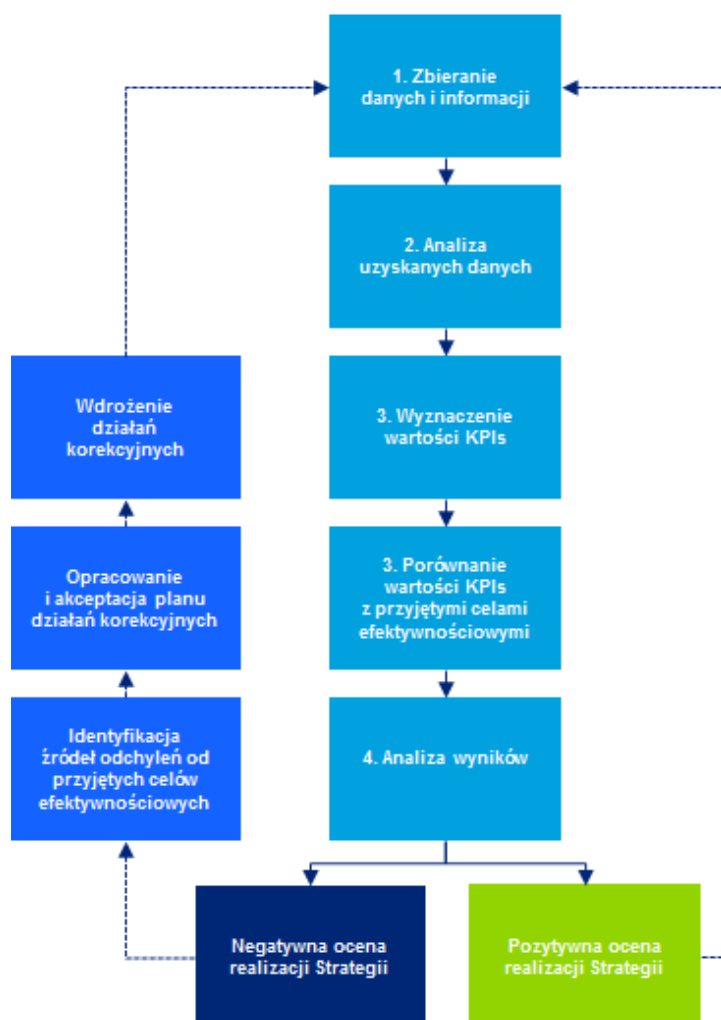 1. Zbieranie
danych i informacji
2. Analiza
uzyskanych danych
3. Wyznaczenie
wartości KPIs
3. Porównanie
wartości KPIs
z przyjętymi celami
efektywnościowymi
4. Analiza wyników
Negatywna ocena
realizacji Strategii
Pozytywna ocena
realizacji Strategii
Identyfikacja
źródeł odchyleń od
przyjętych celów
efektywnościowych
Opracowanie
i akceptacja planu
działań korekcyjnych
Wdrożenie
działań
korekcyjnych